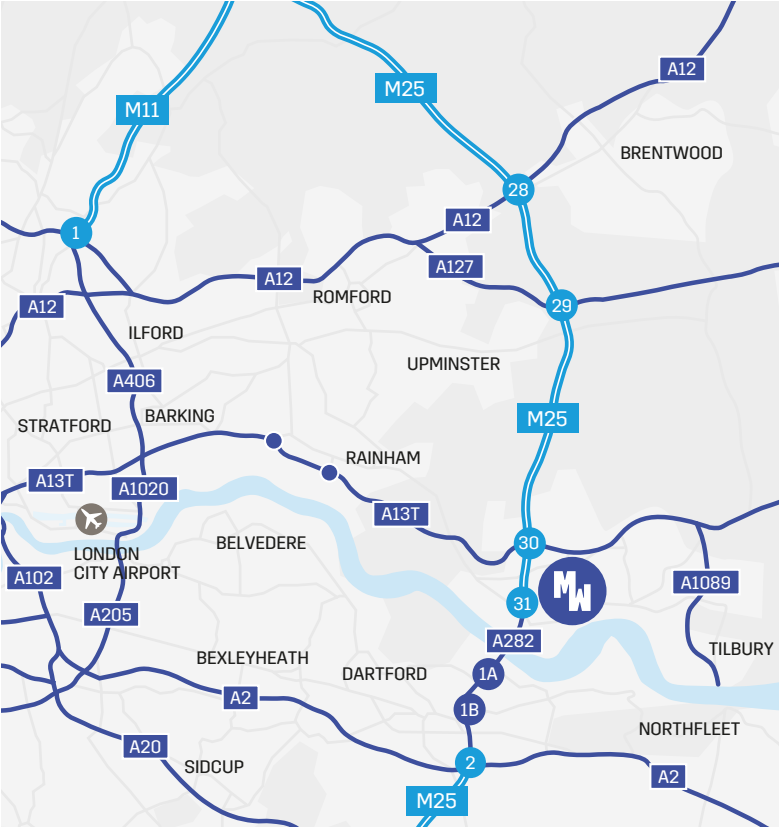 A12
M25
M11
BRENTWOOD
28
A12
1
A127
A12
ROMFORD
29
A12
ILFORD
UPMINSTER
A406
BARKING
M25
STRATFORD
RAINHAM
A13T
A1020
A13T
BELVEDERE
30
LONDON
CITY AIRPORT
A102
A1089
MW
31
A205
A282
TILBURY
BEXLEYHEATH
DARTFORD
1A
A2
1B
NORTHFLEET
A20
SIDCUP
2
A2
M25